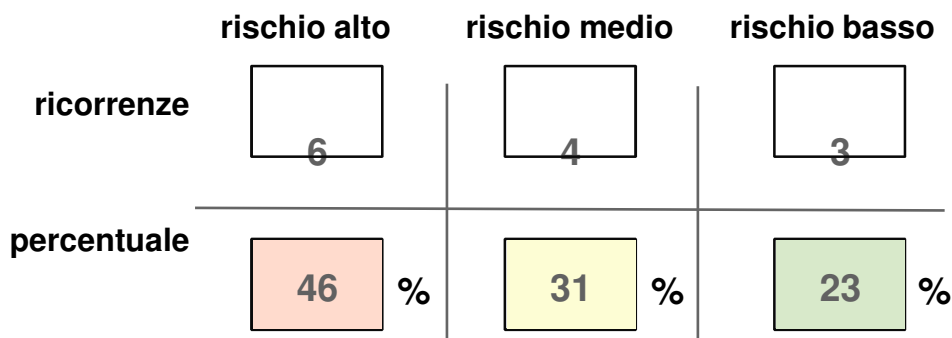 rischio alto rischio medio rischio basso
ricorrenze
6 4 3
percentuale
46 % 31 % 23 %